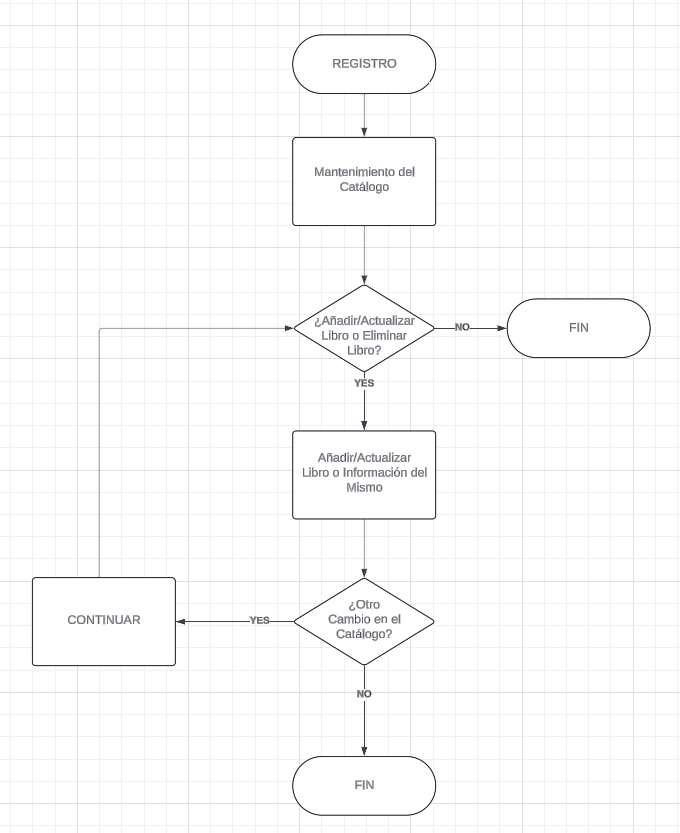 REGISTRO
Mantenimiento del
Catálogo
¿Añadir/Actualizar
Libro o Eliminar
Libro?
NO
FIN
YES
Añadir/Actualizar
Libro o Información del
Mismo
¿Otro
Cambio en el
Catálogo?
YES
CONTINUAR
NO
FIN